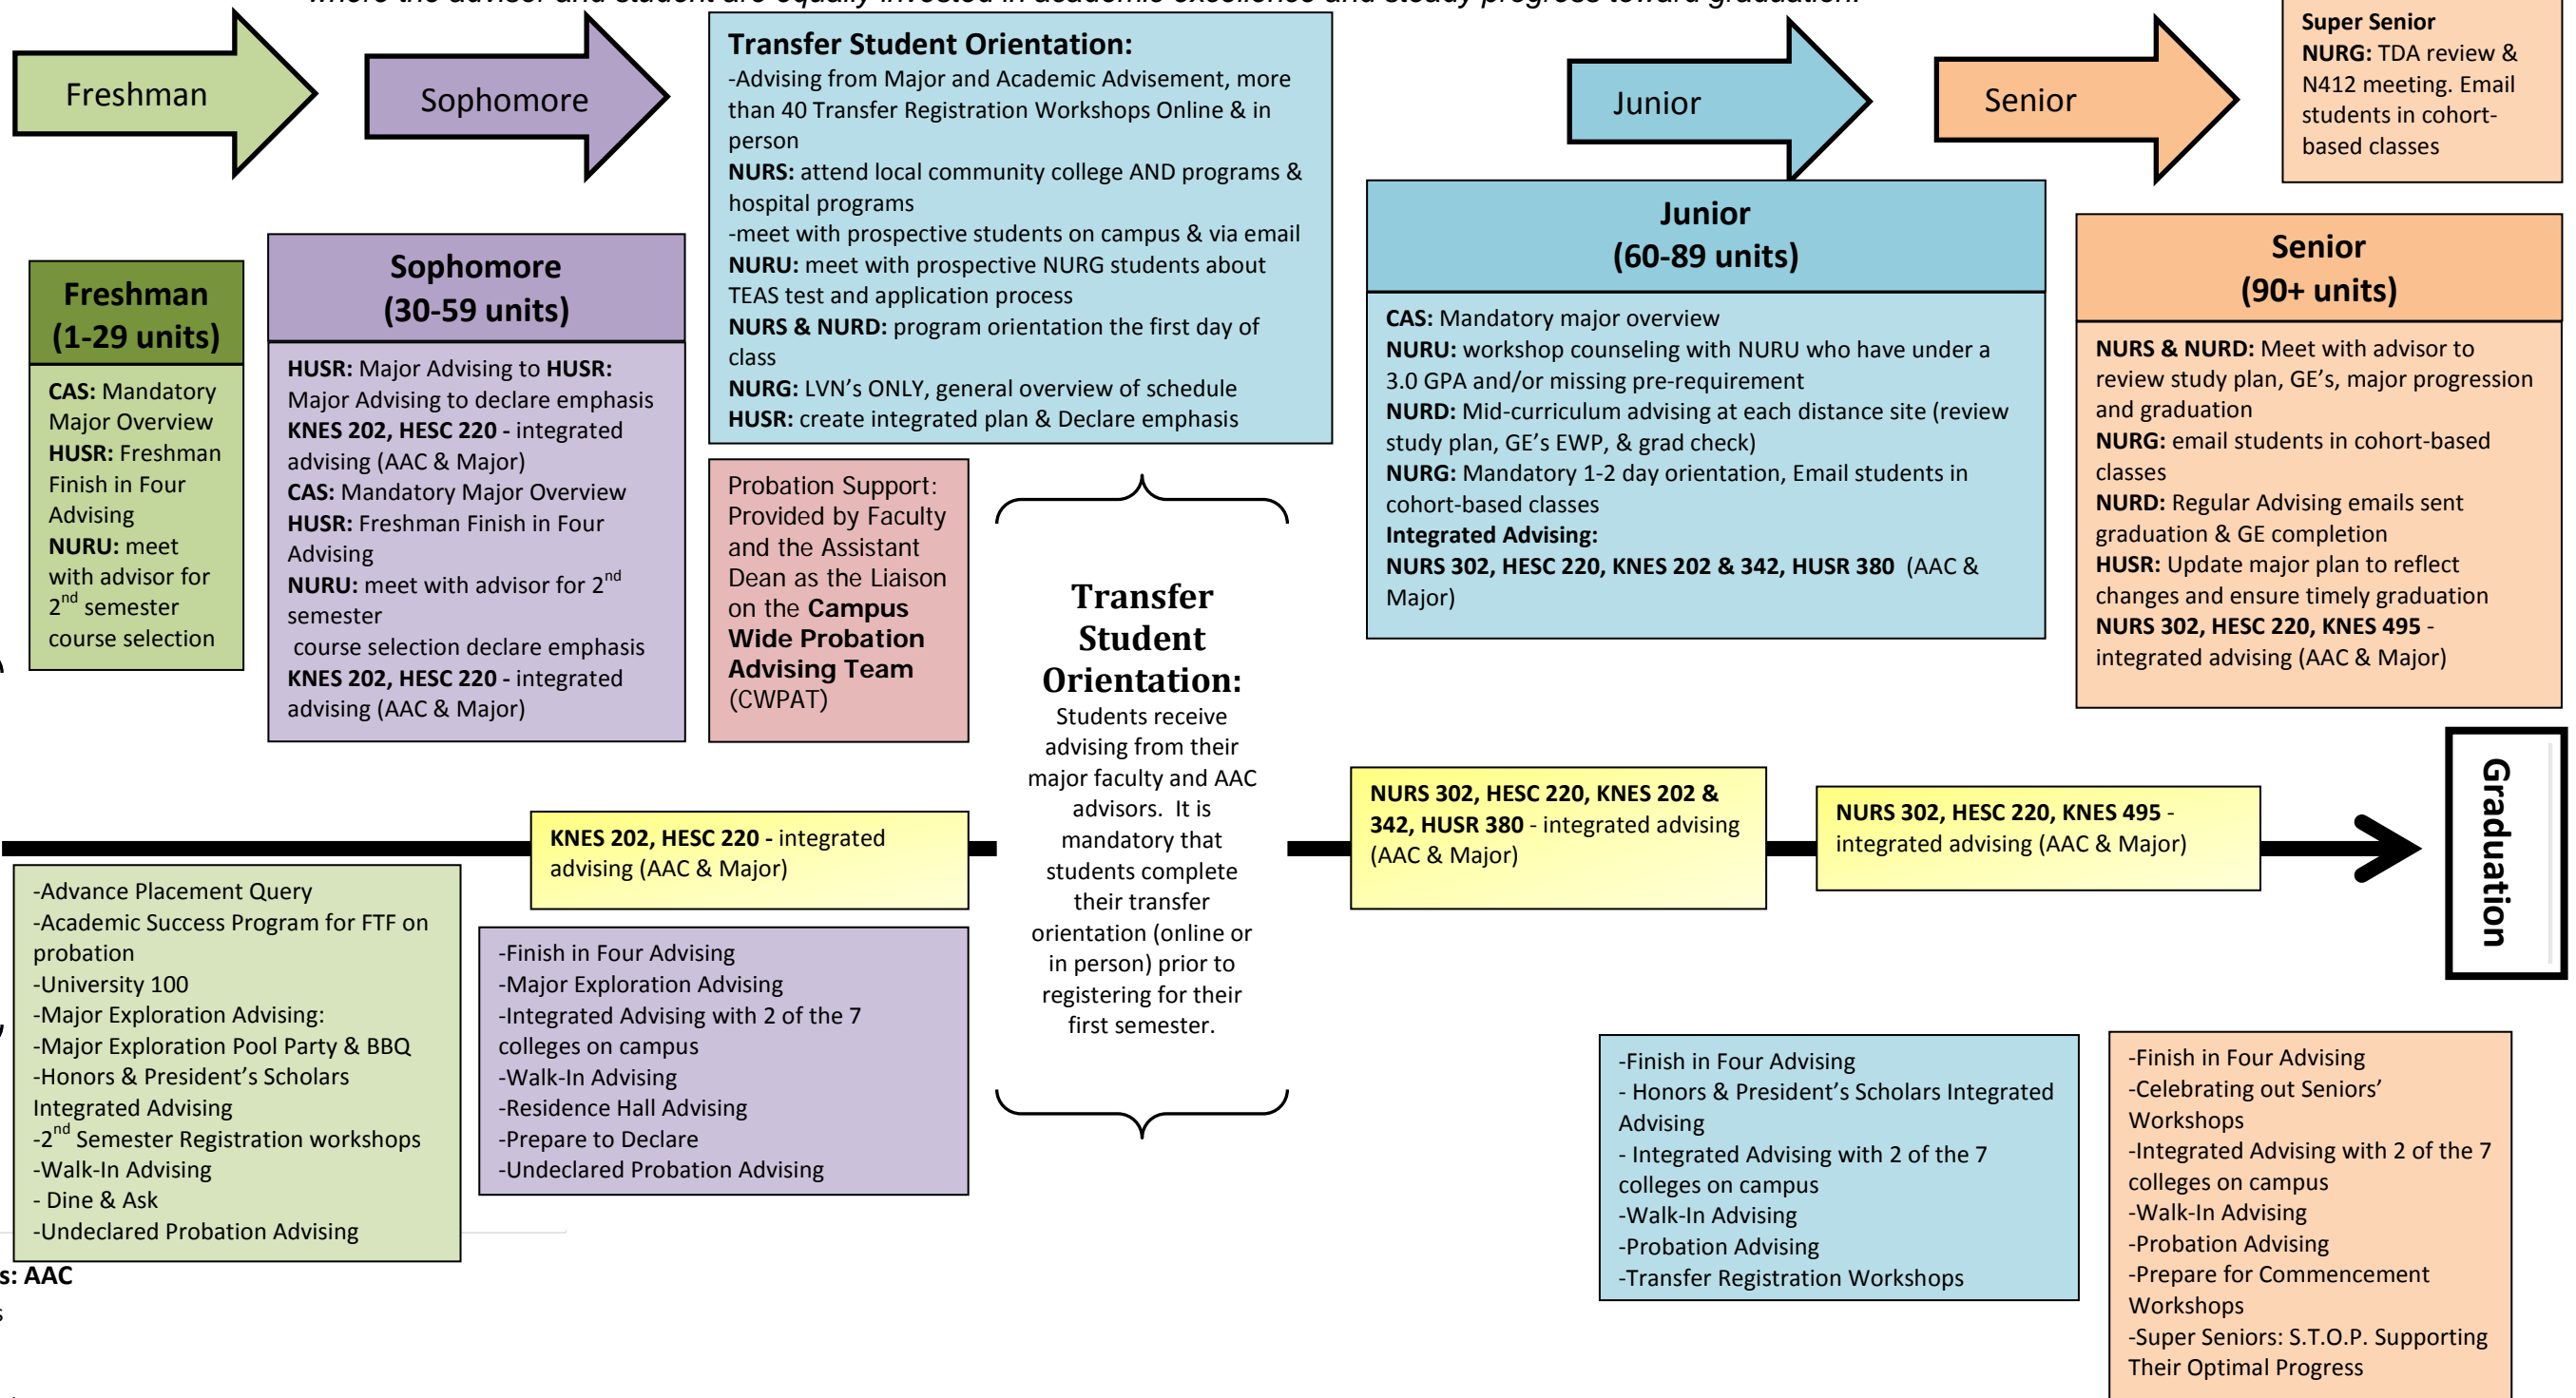 where the advisor and student are equally invested in academic excellence and steady progress toward graduation.
Freshman
Sophomore
Transfer Student Orientation:
-Advising from Major and Academic Advisement, more
than 40 Transfer Registration Workshops Online & in
person
NURS: attend local community college AND programs &
hospital programs
-meet with prospective students on campus & via email
NURU: meet with prospective NURG students about
TEAS test and application process
NURS & NURD: program orientation the first day of
class
NURG: LVN's ONLY, general overview of schedule
HUSR: create integrated plan & Declare emphasis
Junior
Senior
Super Senior
NURG: TDA review &
N412 meeting. Email
students in cohort-
based classes
Freshman
(1-29 units)
CAS: Mandatory
Major Overview
HUSR: Freshman
Finish in Four
Advising
NURU: meet
with advisor for
2nd semester
course selection
Sophomore
(30-59 units)
HUSR: Major Advising to HUSR:
Major Advising to declare emphasis
KNES 202, HESC 220 - integrated
advising (AAC & Major)
CAS: Mandatory Major Overview
HUSR: Freshman Finish in Four
Advising
NURU: meet with advisor for 2nd
semester
course selection declare emphasis
KNES 202, HESC 220 - integrated
advising (AAC & Major)
Probation Support:
Provided by Faculty
and the Assistant
Dean as the Liaison
on the Campus
Wide Probation
Advising Team
(CWPAT)
Transfer
Student
Orientation:
Students receive
advising from their
major faculty and AAC
advisors. It is
mandatory that
students complete
their transfer
orientation (online or
in person) prior to
registering for their
first semester.
Junior
(60-89 units)
CAS: Mandatory major overview
NURU: workshop counseling with NURU who have under a
3.0 GPA and/or missing pre-requirement
NURD: Mid-curriculum advising at each distance site (review
study plan, GE's EWP, & grad check)
NURG: Mandatory 1-2 day orientation, Email students in
cohort-based classes
Integrated Advising:
NURS 302, HESC 220, KNES 202 & 342, HUSR 380 (AAC &
Major)
Senior
(90+ units)
NURS & NURD: Meet with advisor to
review study plan, GE's, major progression
and graduation
NURG: email students in cohort-based
classes
NURD: Regular Advising emails sent
graduation & GE completion
HUSR: Update major plan to reflect
changes and ensure timely graduation
NURS 302, HESC 220, KNES 495 -
integrated advising (AAC & Major)
KNES 202, HESC 220 - integrated
advising (AAC & Major)
NURS 302, HESC 220, KNES 202 &
342, HUSR 380 - integrated advising
(AAC & Major)
NURS 302, HESC 220, KNES 495 -
integrated advising (AAC & Major)
Graduation
-Advance Placement Query
-Academic Success Program for FTF on
probation
-University 100
-Major Exploration Advising:
-Major Exploration Pool Party & BBQ
-Honors & President's Scholars
Integrated Advising
-2nd Semester Registration workshops
-Walk-In Advising
- Dine & Ask
-Undeclared Probation Advising
-Finish in Four Advising
-Major Exploration Advising
-Integrated Advising with 2 of the 7
colleges on campus
-Walk-In Advising
-Residence Hall Advising
-Prepare to Declare
-Undeclared Probation Advising
-Finish in Four Advising
- Honors & President's Scholars Integrated
Advising
- Integrated Advising with 2 of the 7
colleges on campus
-Walk-In Advising
-Probation Advising
-Transfer Registration Workshops
-Finish in Four Advising
-Celebrating out Seniors'
Workshops
-Integrated Advising with 2 of the 7
colleges on campus
-Walk-In Advising
-Probation Advising
-Prepare for Commencement
Workshops
-Super Seniors: S.T.O.P. Supporting
Their Optimal Progress
s: AAC
s